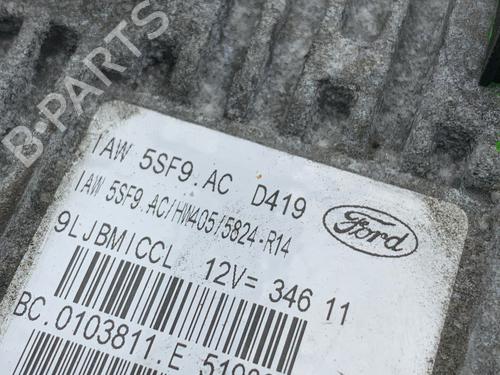 B-PARTS
IAW 5SF9.AC D419
IAW 5SF9.AC/HW405/5824-R14
Ford
9LJBMICCL 12V= 346 11
BC.0103811.E